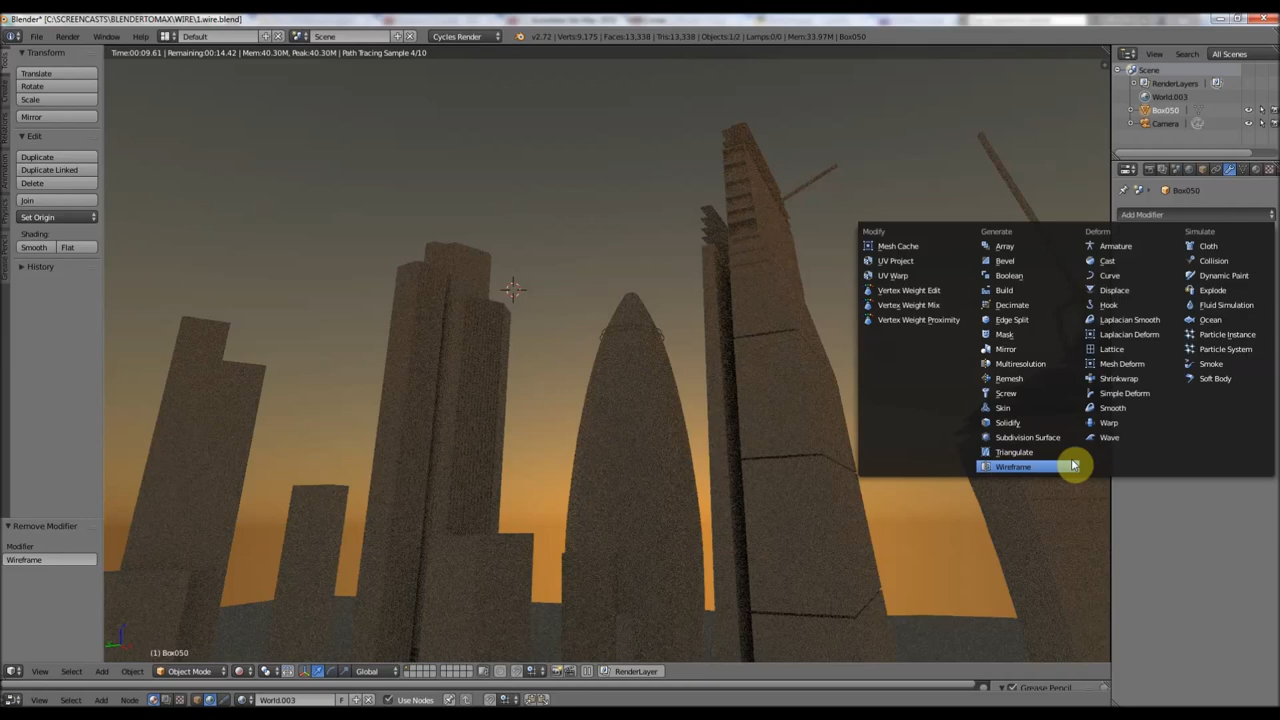 Blender* [C:\SCREENCASTS\BLENDERTOMAX\WIRE\1.wire.blend]
File Render Window Help Default Scene Cycles Render v2.72 | Verts:9,175 | Faces:13,338 | Tris:13,338 | Objects:1/2 | Lamps:0/0 | Mem:33.97M | Box050
Time:00:09.61 | Remaining:00:14.42 | Mem:40.30M, Peak:40.30M | Path Tracing Sample 4/10
View Search All Scenes
Scene
RenderLayers
World.003
Box050
Camera
Box050
Add Modifier
Transform
Translate
Rotate
Scale
Mirror
Edit
Duplicate
Duplicate Linked
Delete
Join
Set Origin
Shading:
Smooth Flat
History
Tools
Create
Relations
Animation
Physics
Grease Pencil
Modify
Mesh Cache
UV Project
UV Warp
Vertex Weight Edit
Vertex Weight Mix
Vertex Weight Proximity
Generate
Array
Bevel
Boolean
Build
Decimate
Edge Split
Mask
Mirror
Multiresolution
Remesh
Screw
Skin
Solidify
Subdivision Surface
Triangulate
Wireframe
Deform
Armature
Cast
Curve
Displace
Hook
Laplacian Smooth
Laplacian Deform
Lattice
Mesh Deform
Shrinkwrap
Simple Deform
Smooth
Warp
Wave
Simulate
Cloth
Collision
Dynamic Paint
Explode
Fluid Simulation
Ocean
Particle Instance
Particle System
Smoke
Soft Body
Remove Modifier
Modifier
Wireframe
(1) Box050
View Select Add Object Object Mode Global RenderLayer
View Select Add Node World.003 F Use Nodes
Grease Pencil